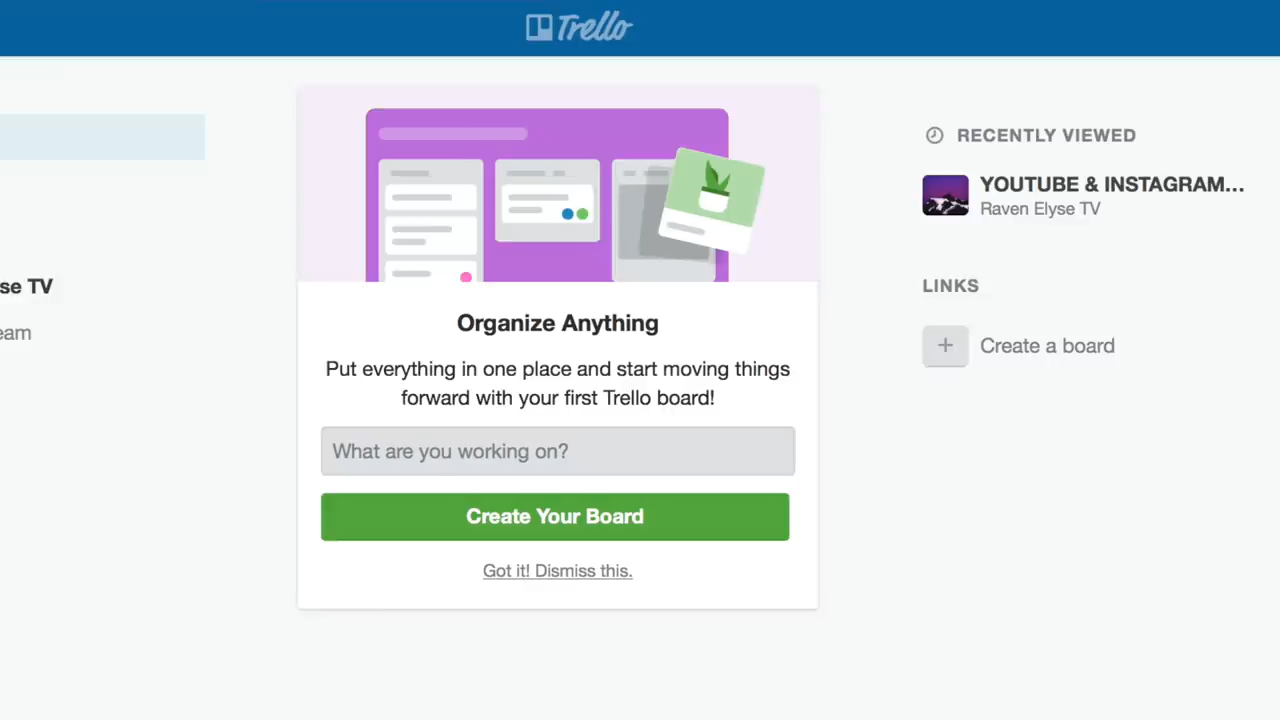 Trello
RECENTLY VIEWED
YOUTUBE & INSTAGRAM...
Raven Elyse TV
LINKS
+ Create a board
se TV
eam
Organize Anything
Put everything in one place and start moving things
forward with your first Trello board!
What are you working on?
Create Your Board
Got it! Dismiss this.